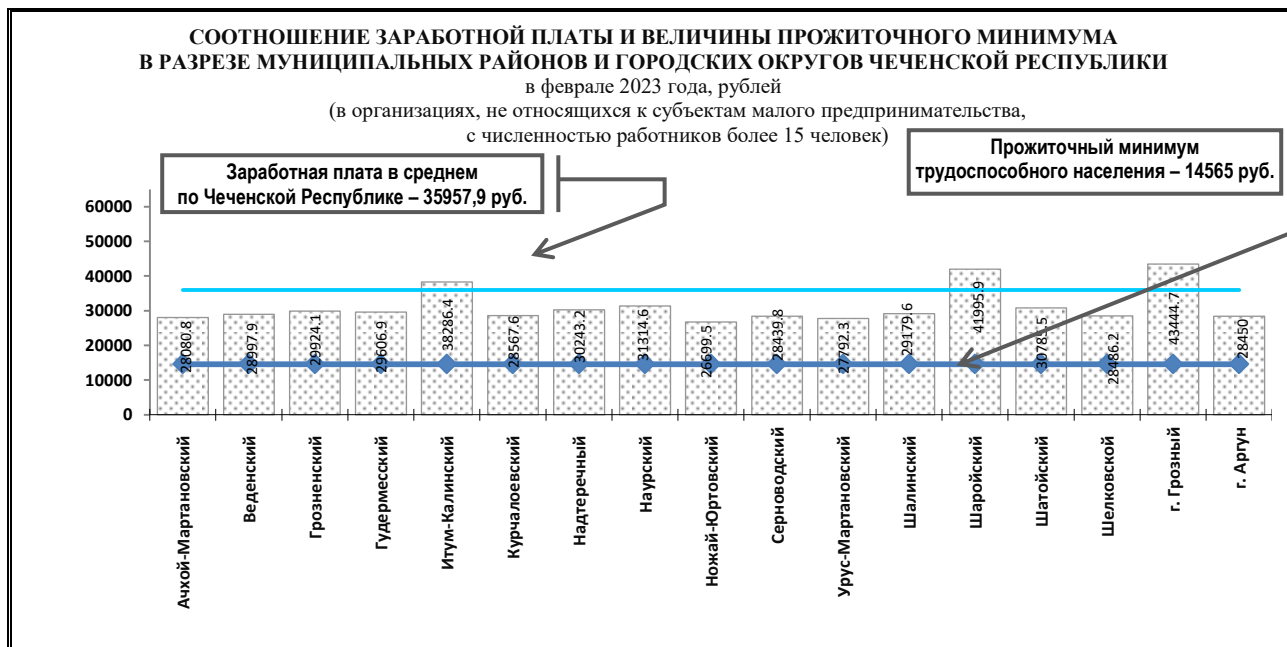 СООТНОШЕНИЕ ЗАРАБОТНОЙ ПЛАТЫ И ВЕЛИЧИНЫ ПРОЖИТОЧНОГО МИНИМУМА
В РАЗРЕЗЕ МУНИЦИПАЛЬНЫХ РАЙОНОВ И ГОРОДСКИХ ОКРУГОВ ЧЕЧЕНСКОЙ РЕСПУБЛИКИ
в феврале 2023 года, рублей
(в организациях, не относящихся к субъектам малого предпринимательства,
с численностью работников более 15 человек)
Заработная плата в среднем
по Чеченской Республике – 35957,9 руб.
Прожиточный минимум
трудоспособного населения – 14565 руб.
60000
50000
40000
30000
20000
10000
0
28080.8
28997.9
29924.1
29606.9
38286.4
28567.6
30243.2
31314.6
26699.5
28439.8
27792.3
29179.6
41995.9
30785.5
28486.2
43444.7
28450
Ачхой-Мартановский
Веденский
Грозненский
Гудермесский
Итум-Калинский
Курчалоевский
Надтеречный
Наурский
Ножай-Юртовский
Серноводский
Урус-Мартановский
Шалинский
Шаройский
Шатойский
Шелковской
г. Грозный
г. Аргун